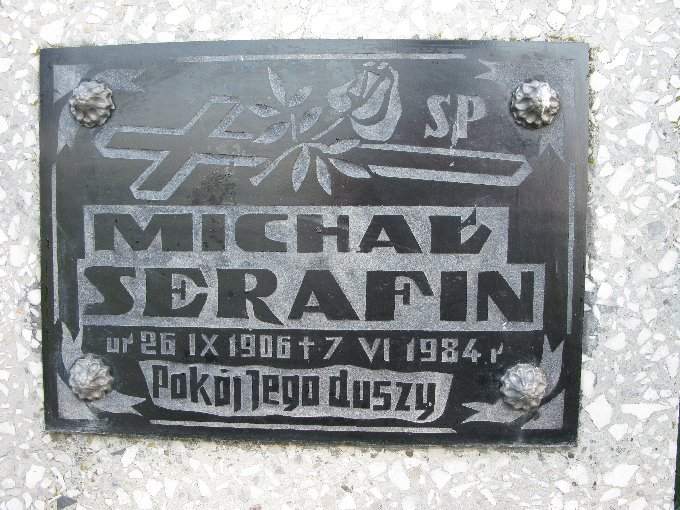 SP
MICHAŁ
SERAFIN
ur 26 IX 1906 † 7 VI 1984 r
Pokój Jego duszy